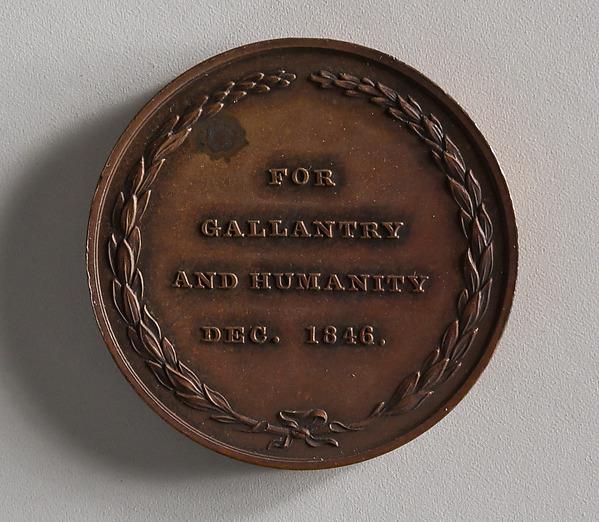 FOR
GALLANTRY
AND HUMANITY
DEC. 1846.